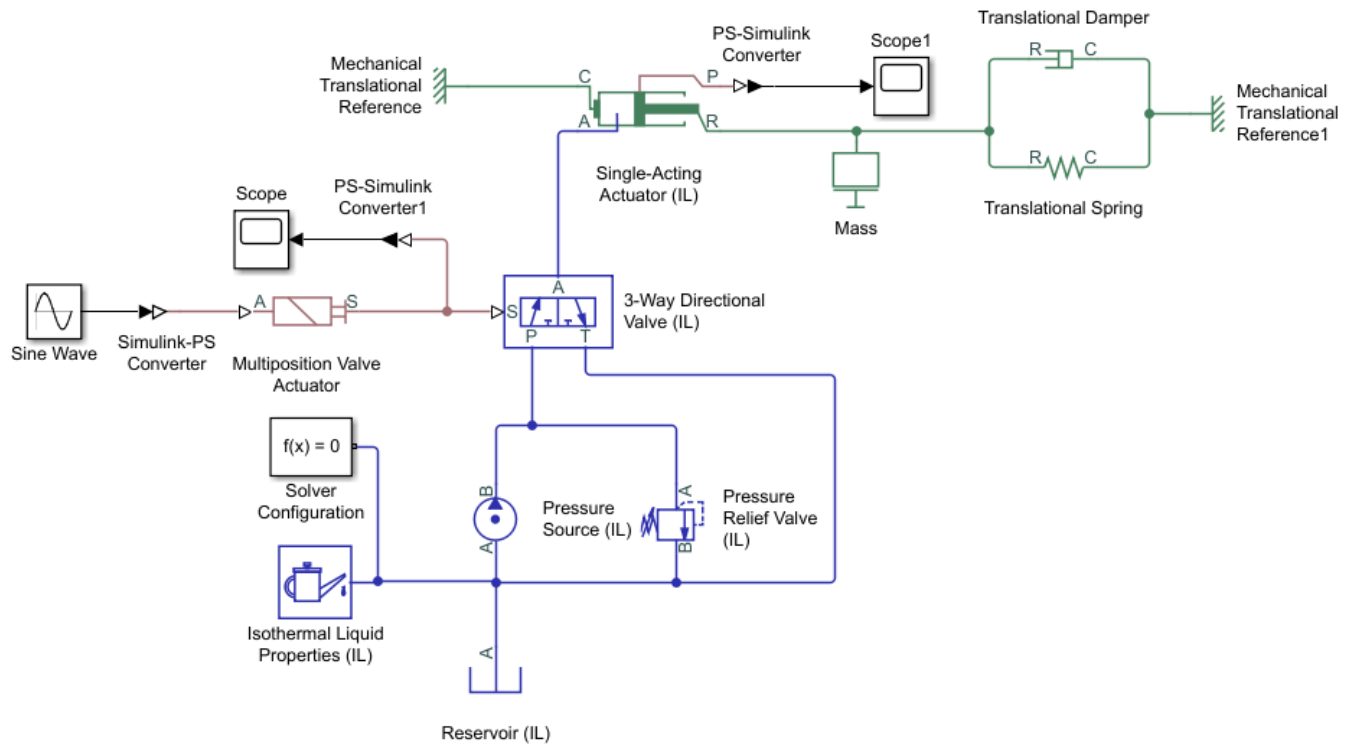 Translational Damper
PS-Simulink
Converter
Scope1
R
C
Mechanical
Translational
Reference
C
P
Mechanical
Translational
Reference1
A
R
R
C
Single-Acting
Actuator (IL)
Translational Spring
Mass
PS-Simulink
Converter1
Scope
A
S
S
A
P
T
3-Way Directional
Valve (IL)
Sine Wave
Simulink-PS
Converter
Multiposition Valve
Actuator
f(x) = 0
Solver
Configuration
B
A
Pressure
Source (IL)
A
B
Pressure
Relief Valve
(IL)
Isothermal Liquid
Properties (IL)
A
Reservoir (IL)